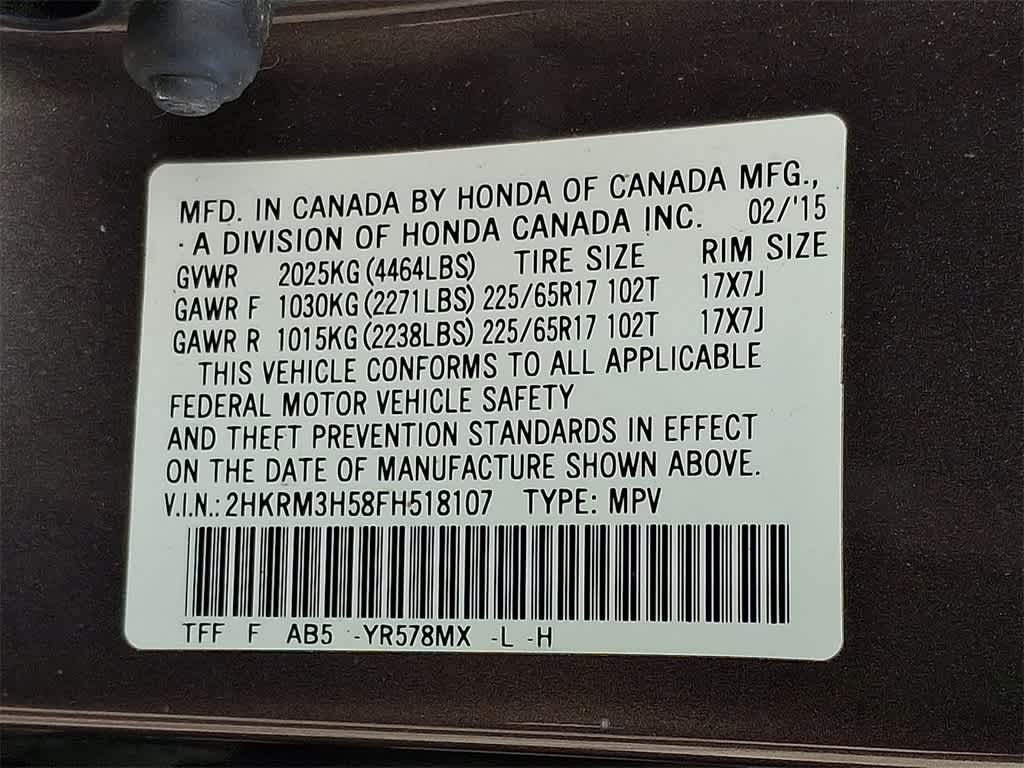 MFD. IN CANADA BY HONDA OF CANADA MFG.,
· A DIVISION OF HONDA CANADA INC. 02/'15
GVWR 2025KG (4464LBS) TIRE SIZE RIM SIZE
GAWR F 1030KG (2271LBS) 225/65R17 102T 17X7J
GAWR R 1015KG (2238LBS) 225/65R17 102T 17X7J
THIS VEHICLE CONFORMS TO ALL APPLICABLE
FEDERAL MOTOR VEHICLE SAFETY
AND THEFT PREVENTION STANDARDS IN EFFECT
ON THE DATE OF MANUFACTURE SHOWN ABOVE.
V.I.N.: 2HKRM3H58FH518107 TYPE: MPV
TFF F AB5 -YR578MX -L -H